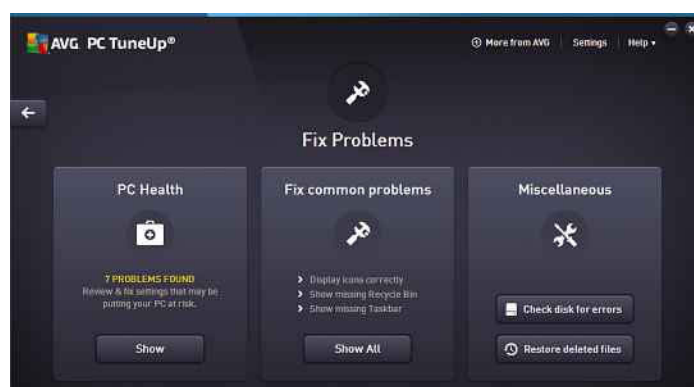 AVG PC TuneUp®
More from AVG
Settings
Help
Fix Problems
PC Health
7 PROBLEMS FOUND
Review & fix settings that may be
putting your PC at risk.
Show
Fix common problems
Display icons correctly
Show missing Recycle Bin
Show missing Taskbar
Show All
Miscellaneous
Check disk for errors
Restore deleted files